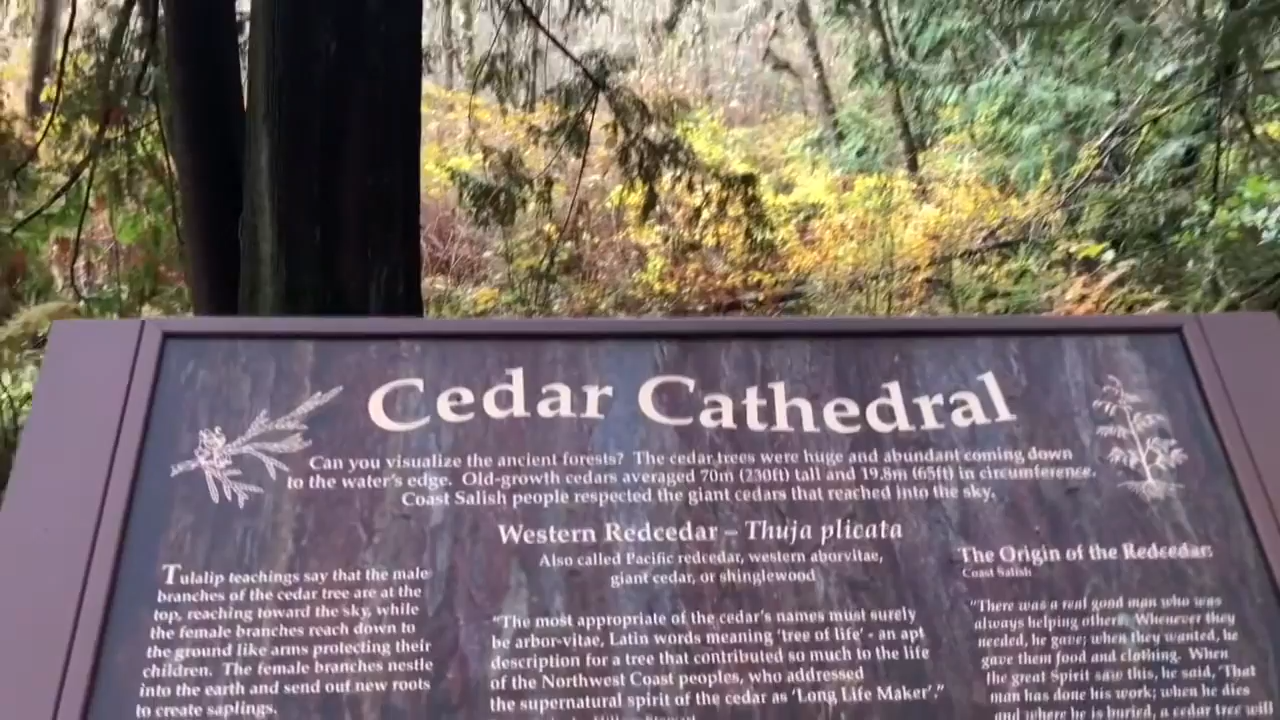 Cedar Cathedral
Can you visualize the ancient forests? The cedar trees were huge and abundant coming down
to the water's edge. Old-growth cedars averaged 70m (230ft) tall and 19.8m (65ft) in circumference.
Coast Salish people respected the giant cedars that reached into the sky.
Western Redcedar – Thuja plicata
Also called Pacific redcedar, western aborvitae,
giant cedar, or shinglewood
Tulalip teachings say that the male
branches of the cedar tree are at the
top, reaching toward the sky, while
the female branches reach down to
the ground like arms protecting their
children. The female branches nestle
into the earth and send out new roots
to create saplings.
"The most appropriate of the cedar's names must surely
be arbor-vitae, Latin words meaning 'tree of life' - an apt
description for a tree that contributed so much to the life
of the Northwest Coast peoples, who addressed
the supernatural spirit of the cedar as 'Long Life Maker'."
The Origin of the Redcedar
Coast Salish
"There was a real good man who was
always helping others. Whenever they
needed, he gave; when they wanted, he
gave them food and clothing. When
the great Spirit saw this, he said, 'That
man has done his work; when he dies
and where he is buried, a cedar tree will